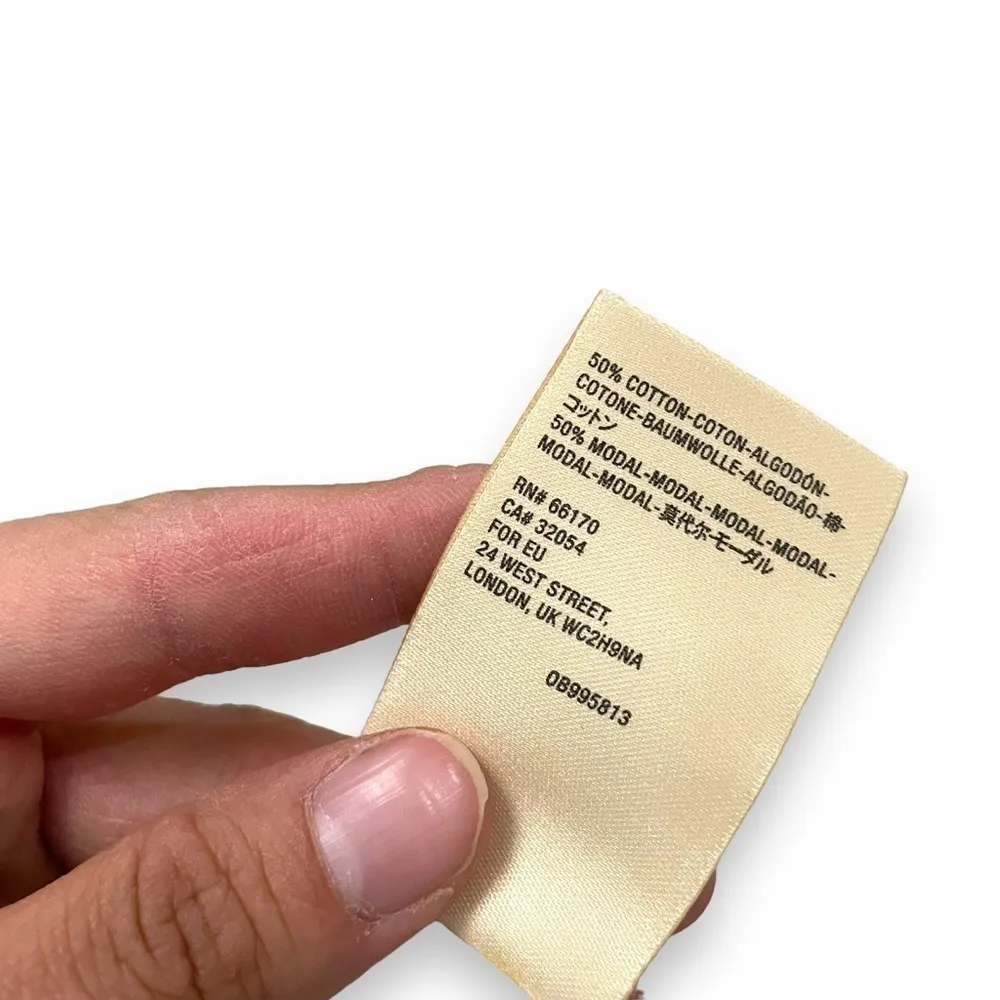 50% COTTON-COTON-ALGODÓN-
COTONE-BAUMWOLLE-ALGODÃO-棉-
コットン
50% MODAL-MODAL-MODAL-MODAL-
MODAL-MODAL-莫代尔-モーダル
RN# 66170
CA# 32054
FOR EU
24 WEST STREET,
LONDON, UK WC2H9NA
OB995813